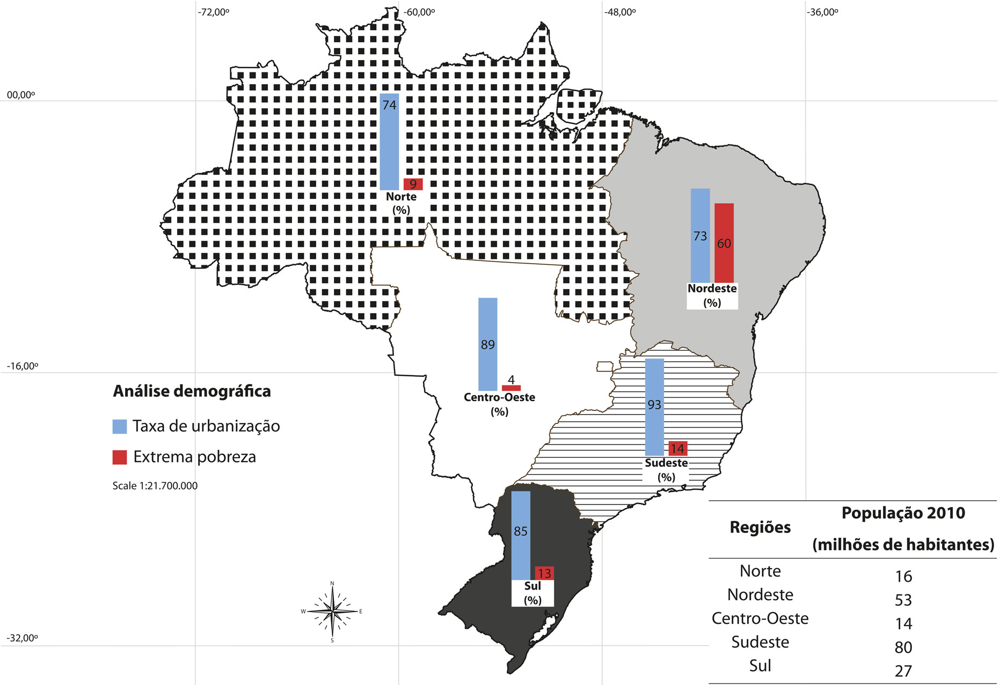 -72,00º
-60,00º
-48,00º
-36,00º
00,00º
74
9
Norte
(%)
73
60
Nordeste
(%)
89
4
Centro-Oeste
(%)
-16,00º
93
14
Sudeste
(%)
Análise demográfica
Taxa de urbanização
Extrema pobreza
Scale 1:21.700.000
85
13
Sul
(%)
N
W
E
S
-32,00º
Regiões
População 2010
(milhões de habitantes)
Norte 16
Nordeste 53
Centro-Oeste 14
Sudeste 80
Sul 27